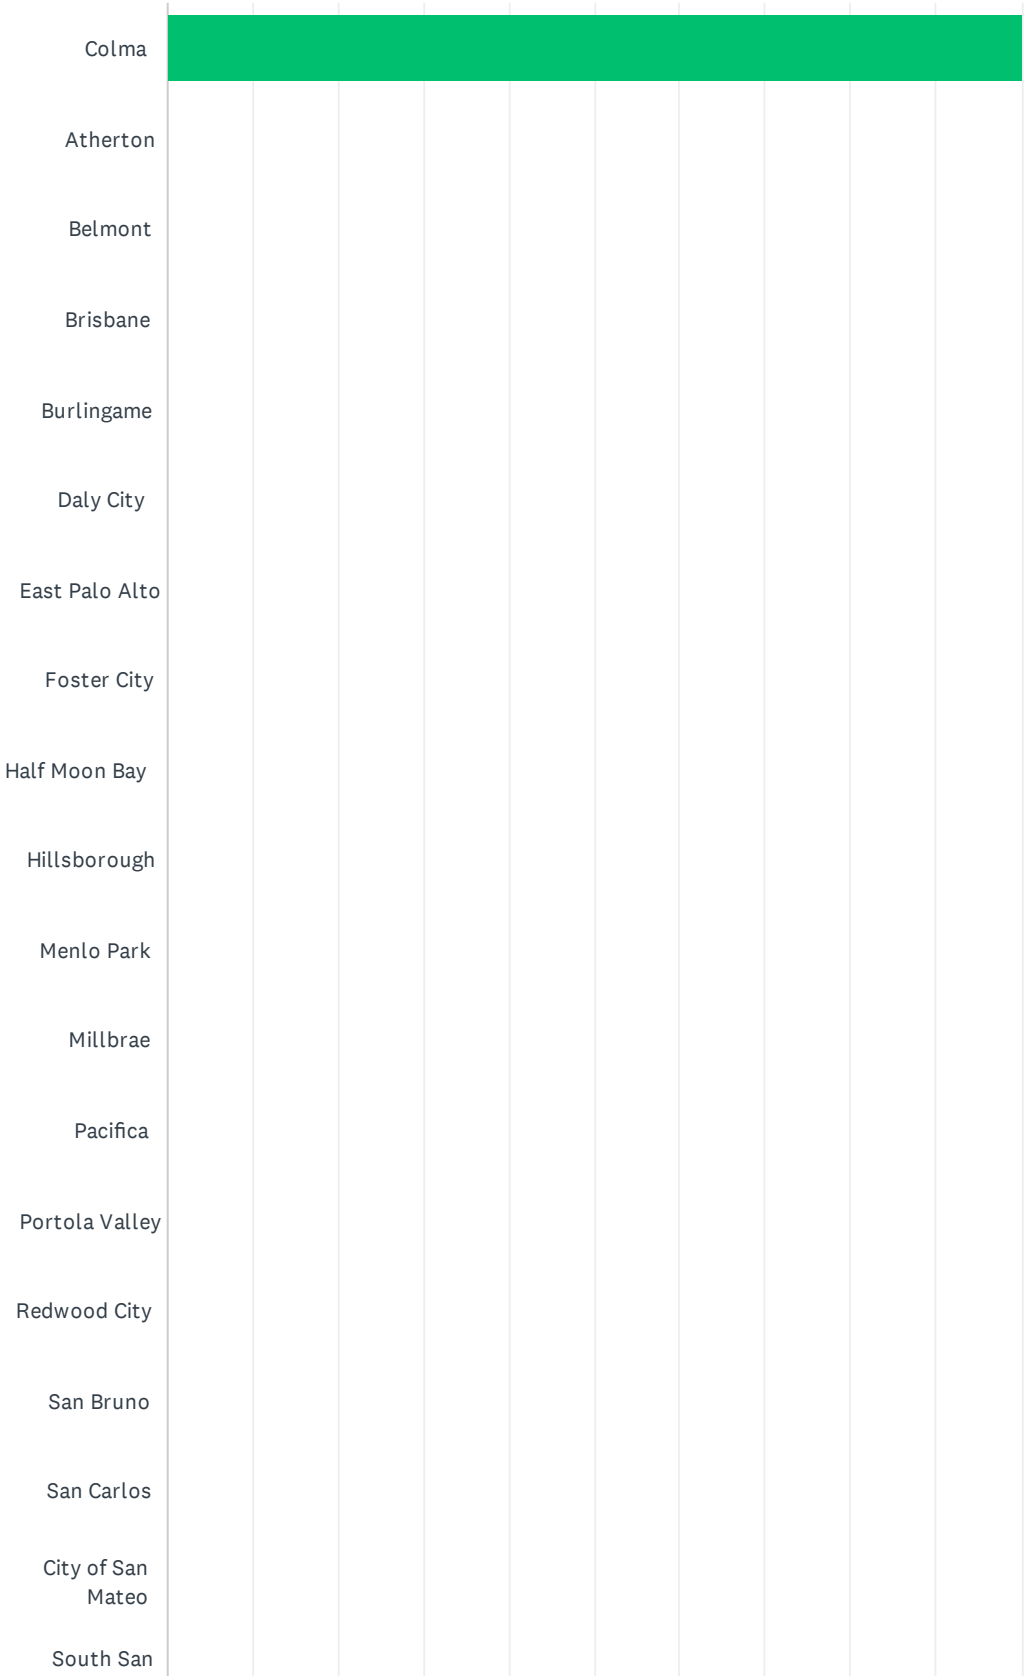 Colma
Atherton
Belmont
Brisbane
Burlingame
Daly City
East Palo Alto
Foster City
Half Moon Bay
Hillsborough
Menlo Park
Millbrae
Pacifica
Portola Valley
Redwood City
San Bruno
San Carlos
City of San
Mateo
South San